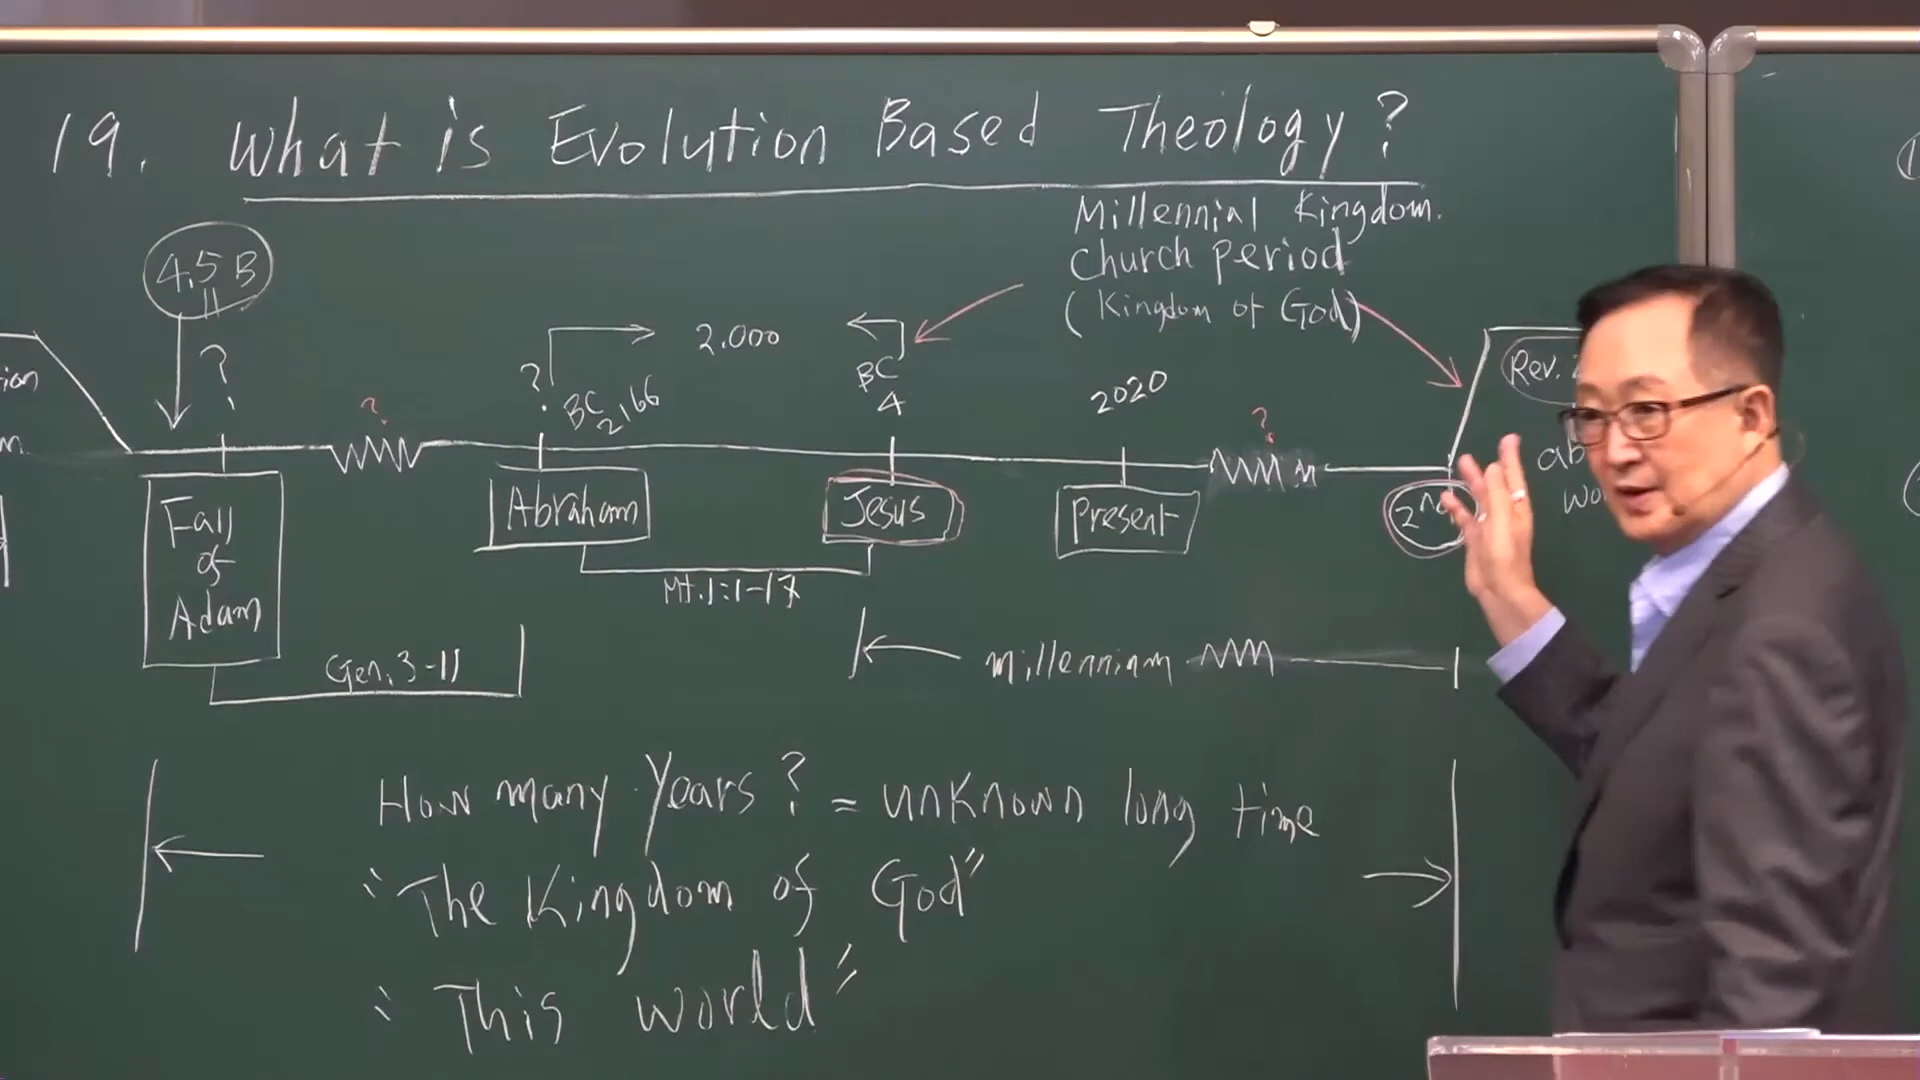 19. What is Evolution Based Theology?
Millennial Kingdom.
church period
(Kingdom of God)
4.5 B
?
?
?
BC
2166
2.000
BC
4
2020
?
Rev.
Fall
of
Adam
Abraham
Jesus
Present
2nd
Mt.1:1-17
Gen. 3-11
millennium
How many years? = unknown long time
"The Kingdom of God"
"This world"